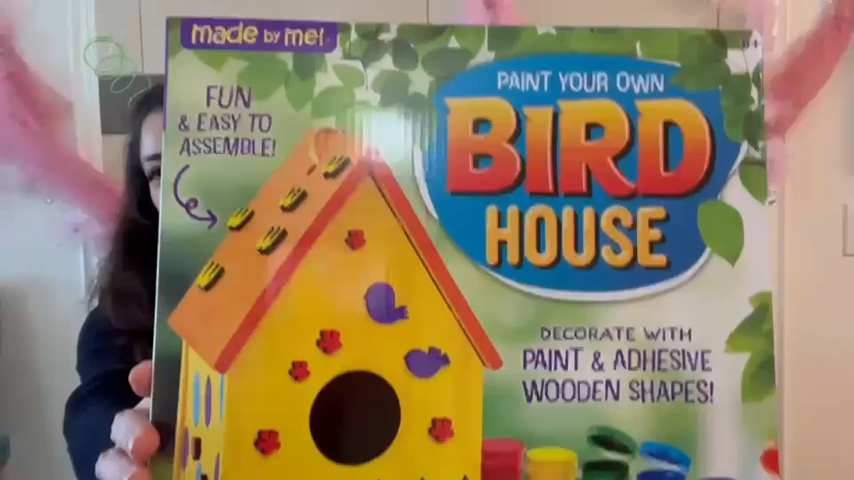 made by me!
FUN
& EASY TO
ASSEMBLE!
PAINT YOUR OWN
BIRD
HOUSE
DECORATE WITH
PAINT & ADHESIVE
WOODEN SHAPES!